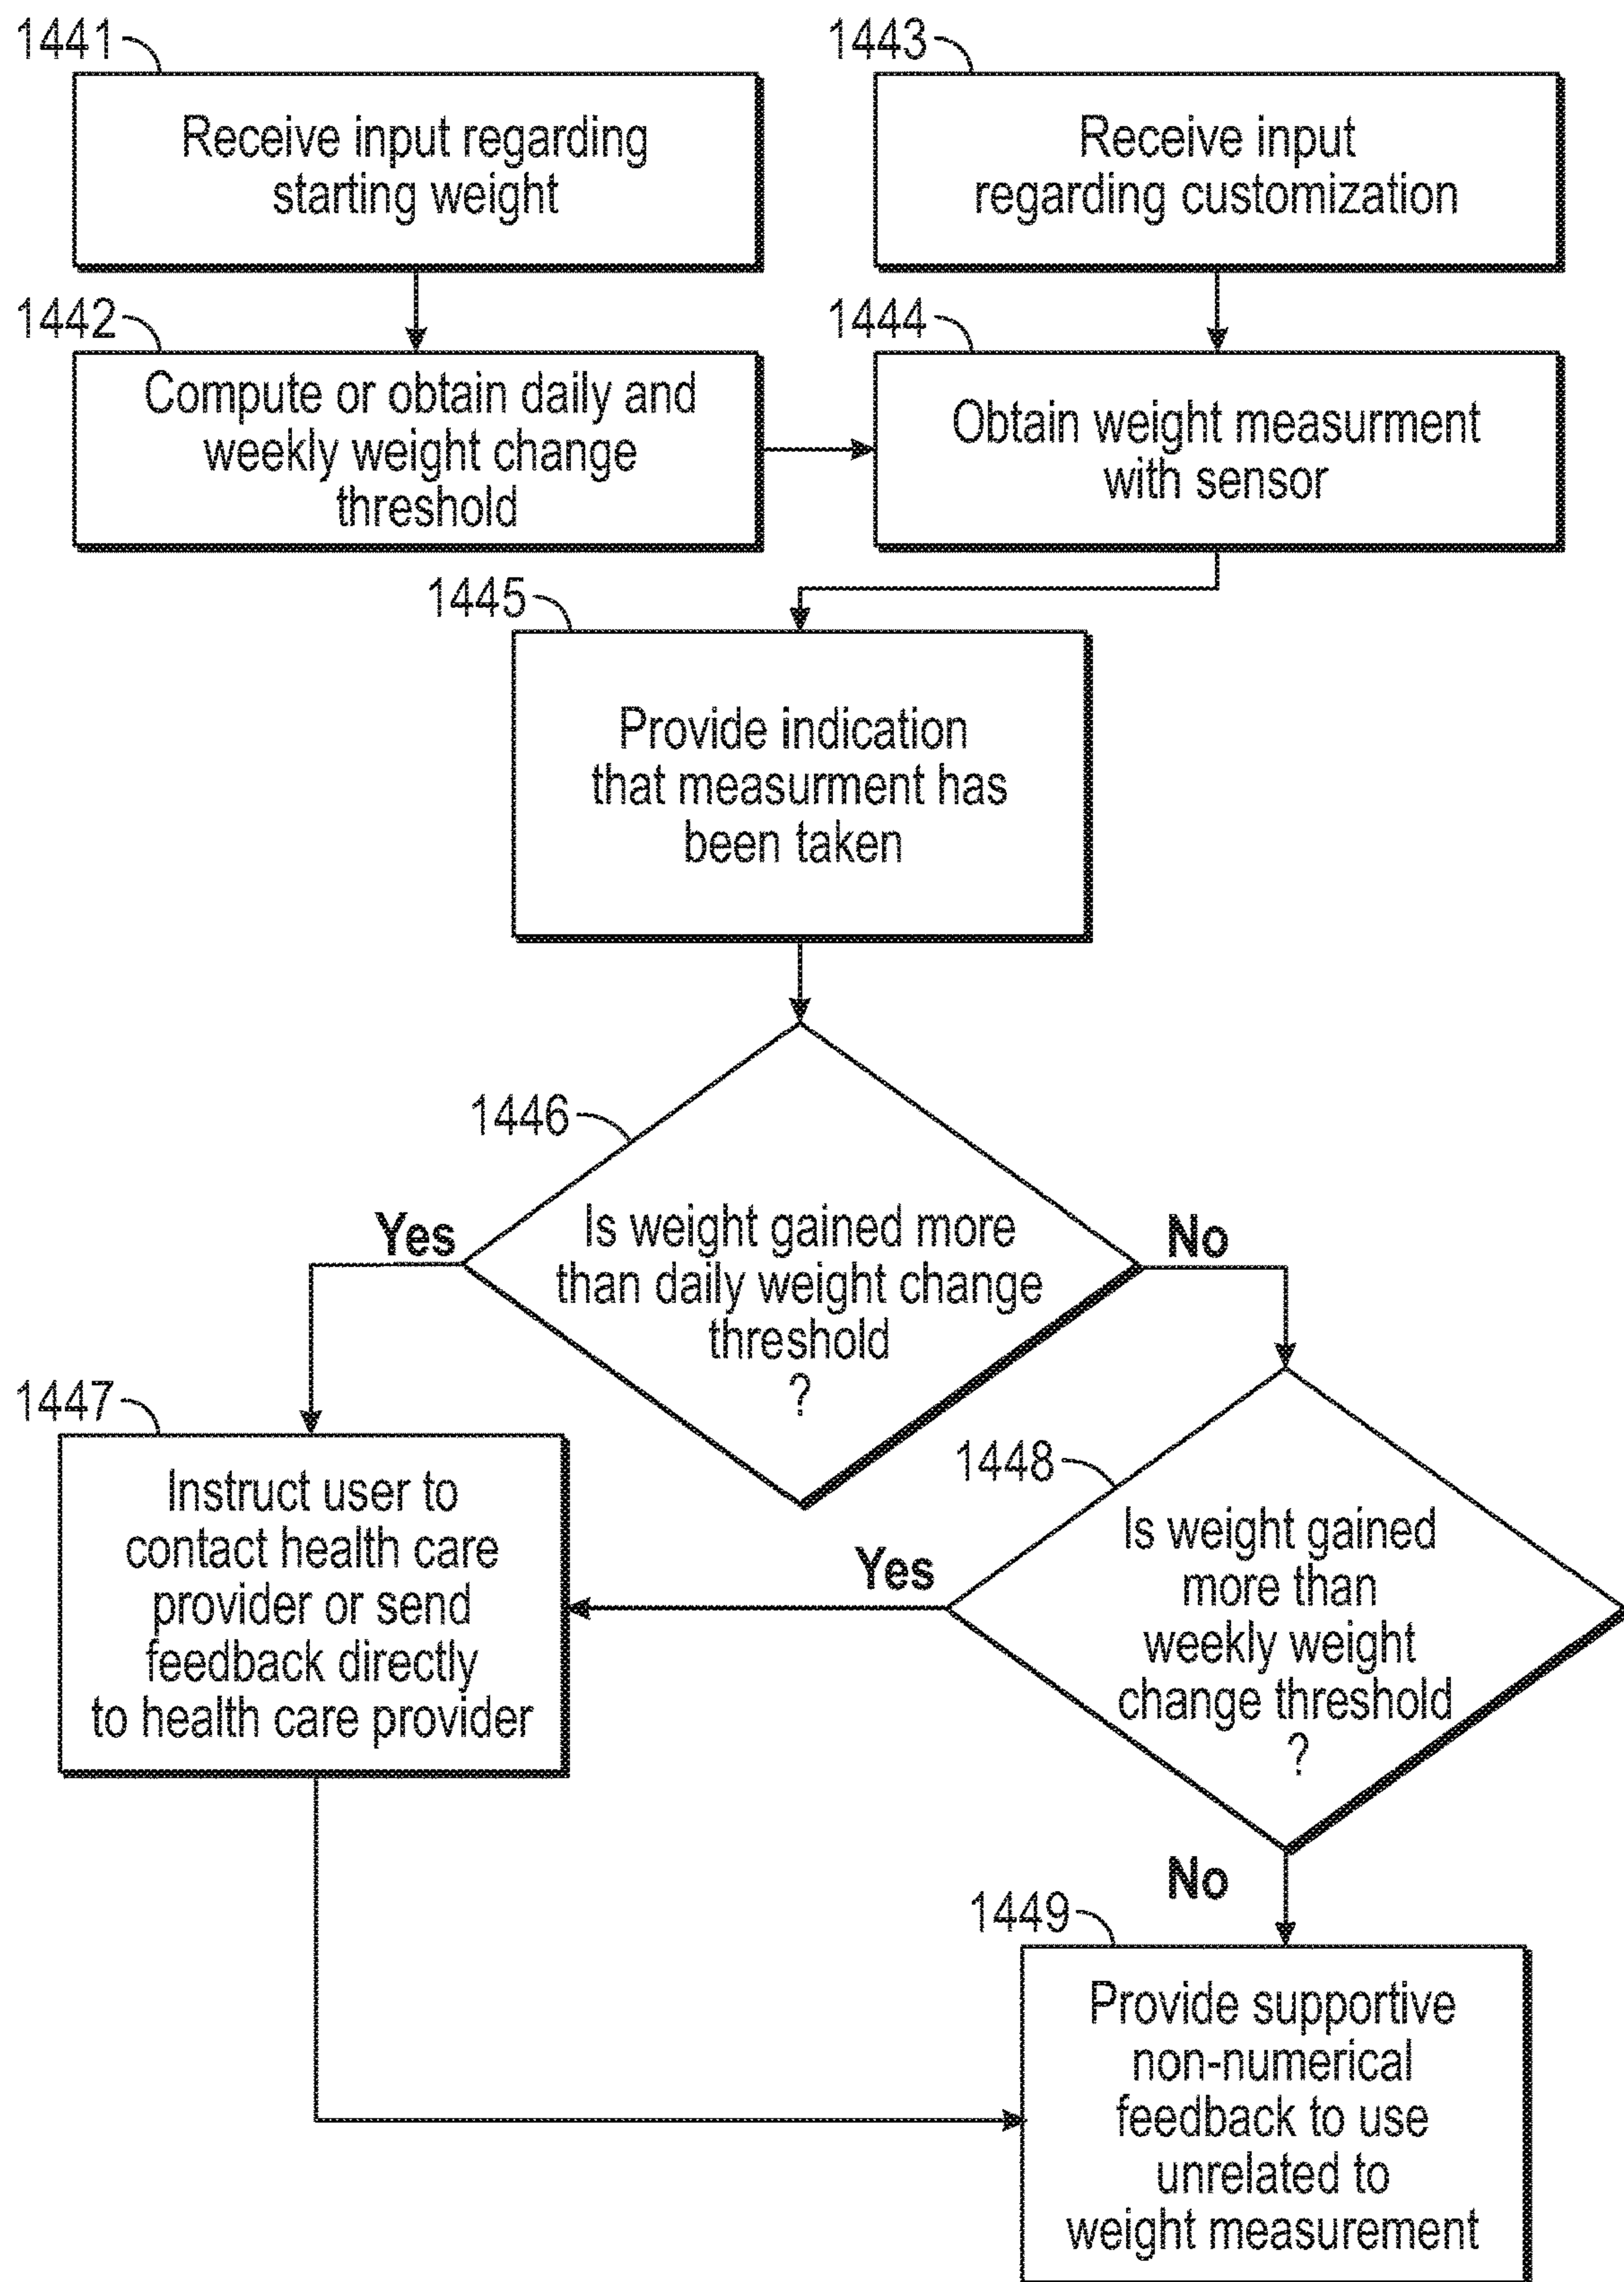 1441
Receive input regarding
starting weight
1443
Receive input
regarding customization
1442
Compute or obtain daily and
weekly weight change
threshold
1444
Obtain weight measurment
with sensor
1445
Provide indication
that measurment has
been taken
1446
Is weight gained more
than daily weight change
threshold
?
Yes
No
1447
Instruct user to
contact health care
provider or send
feedback directly
to health care provider
1448
Is weight gained
more than
weekly weight
change threshold
?
Yes
No
1449
Provide supportive
non-numerical
feedback to use
unrelated to
weight measurement